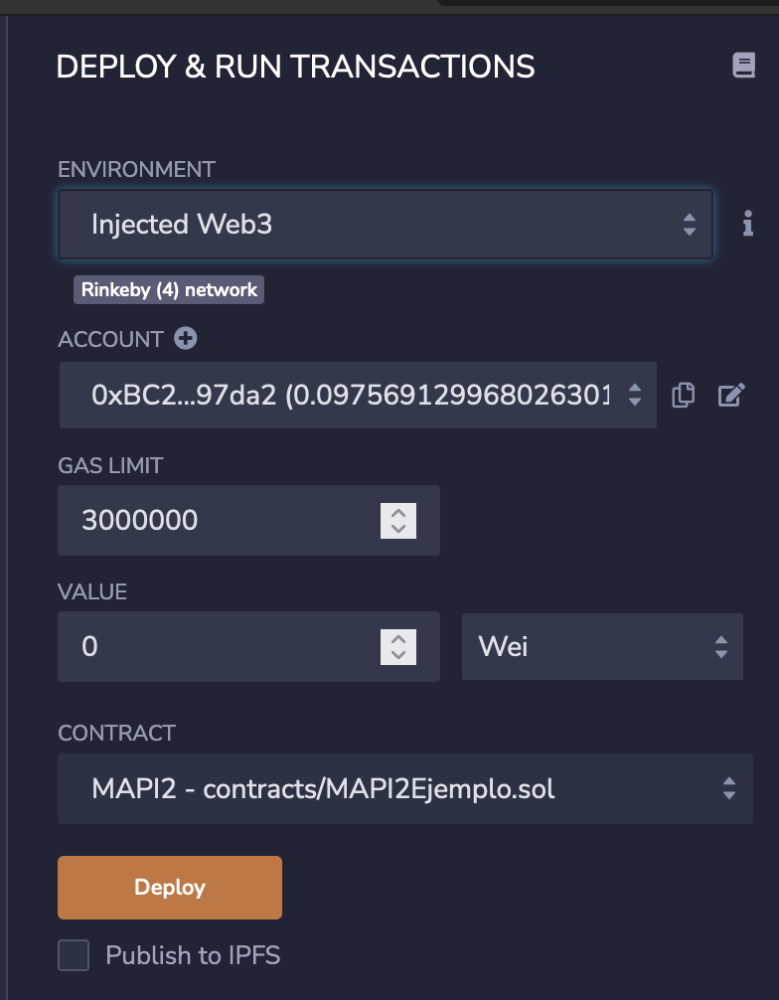 DEPLOY & RUN TRANSACTIONS
ENVIRONMENT
Injected Web3
Rinkeby (4) network
ACCOUNT
0xBC2...97da2 (0.097569129968026301
GAS LIMIT
3000000
VALUE
0 Wei
CONTRACT
MAPI2 - contracts/MAPI2Ejemplo.sol
Deploy
Publish to IPFS